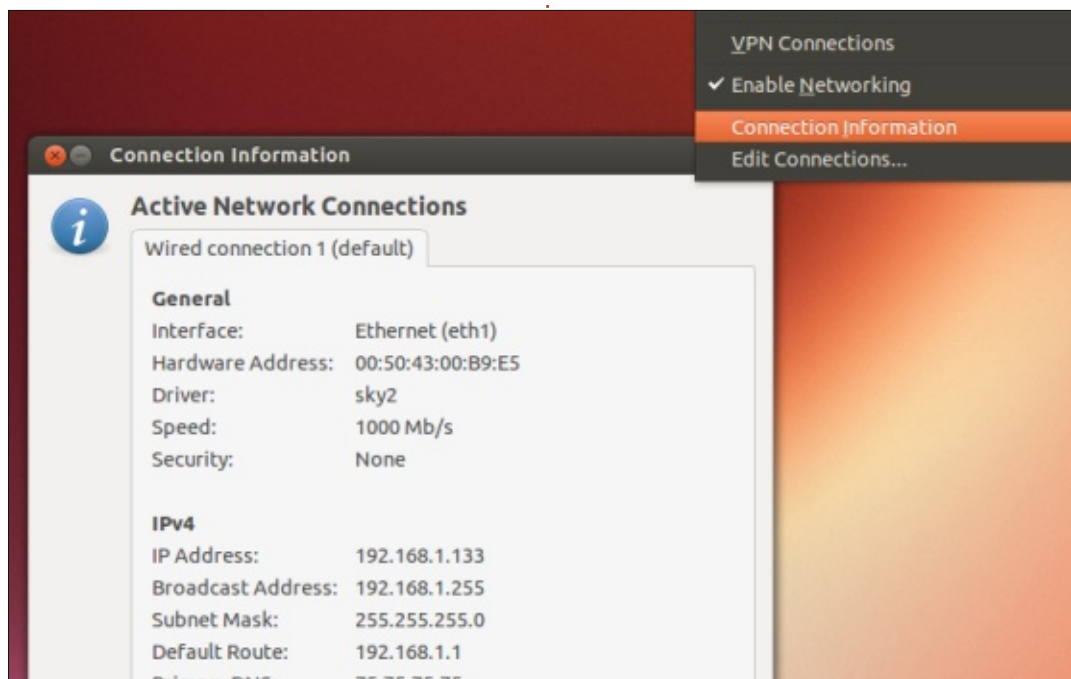 VPN Connections
✔ Enable Networking
Connection Information
Edit Connections...
Connection Information
i
Active Network Connections
Wired connection 1 (default)
General
Interface: Ethernet (eth1)
Hardware Address: 00:50:43:00:B9:E5
Driver: sky2
Speed: 1000 Mb/s
Security: None
IPv4
IP Address: 192.168.1.133
Broadcast Address: 192.168.1.255
Subnet Mask: 255.255.255.0
Default Route: 192.168.1.1